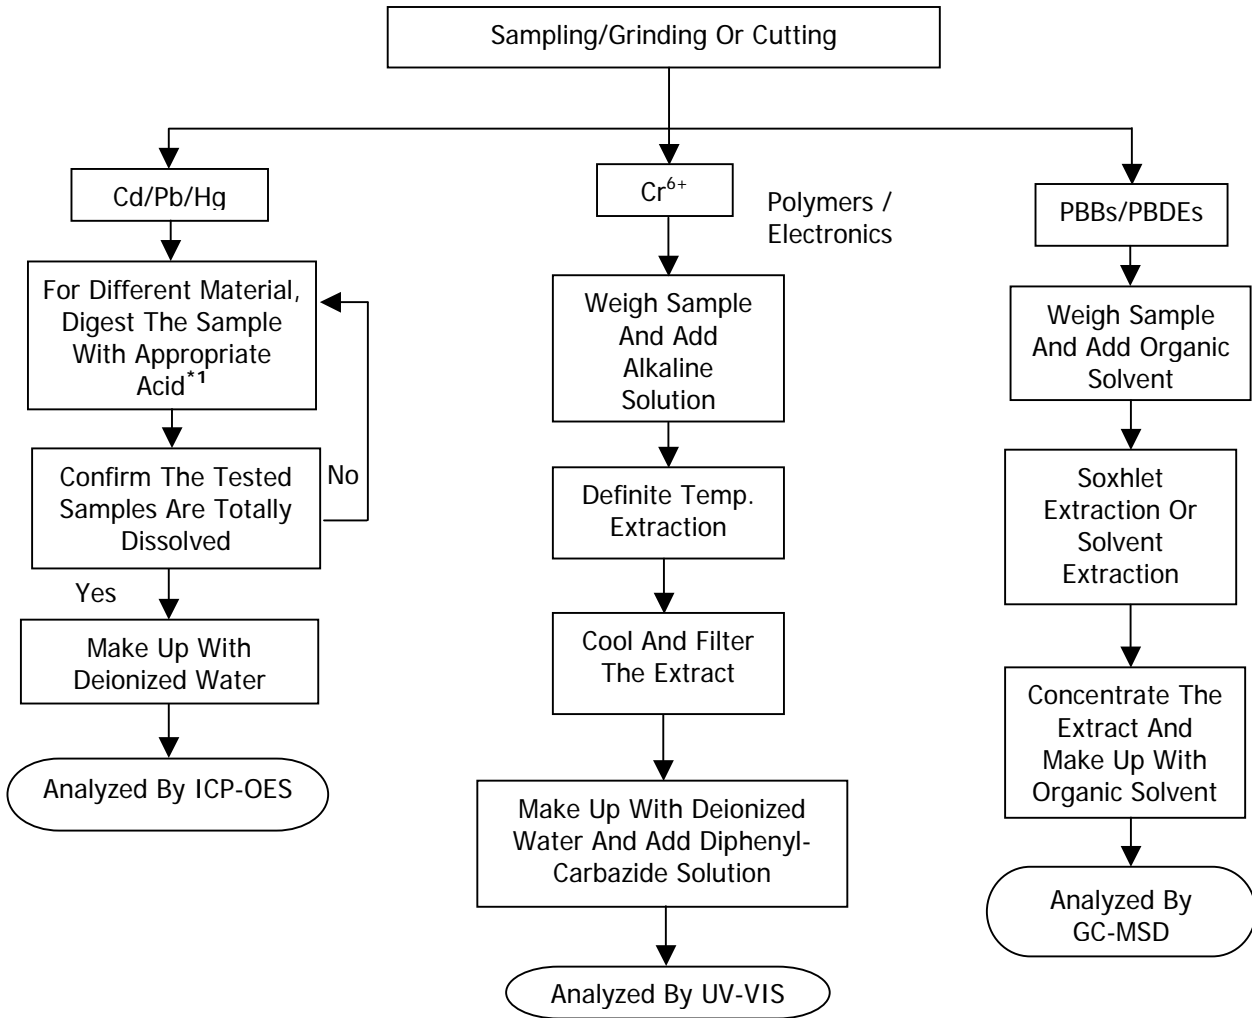 Sampling/Grinding Or Cutting
Cd/Pb/Hg
For Different Material,
Digest The Sample
With Appropriate
Acid*1
Confirm The Tested
Samples Are Totally
Dissolved
No
Yes
Make Up With
Deionized Water
Analyzed By ICP-OES
Cr6+
Polymers /
Electronics
Weigh Sample
And Add
Alkaline
Solution
Definite Temp.
Extraction
Cool And Filter
The Extract
Make Up With Deionized
Water And Add Diphenyl-
Carbazide Solution
Analyzed By UV-VIS
PBBs/PBDEs
Weigh Sample
And Add Organic
Solvent
Soxhlet
Extraction Or
Solvent
Extraction
Concentrate The
Extract And
Make Up With
Organic Solvent
Analyzed By
GC-MSD